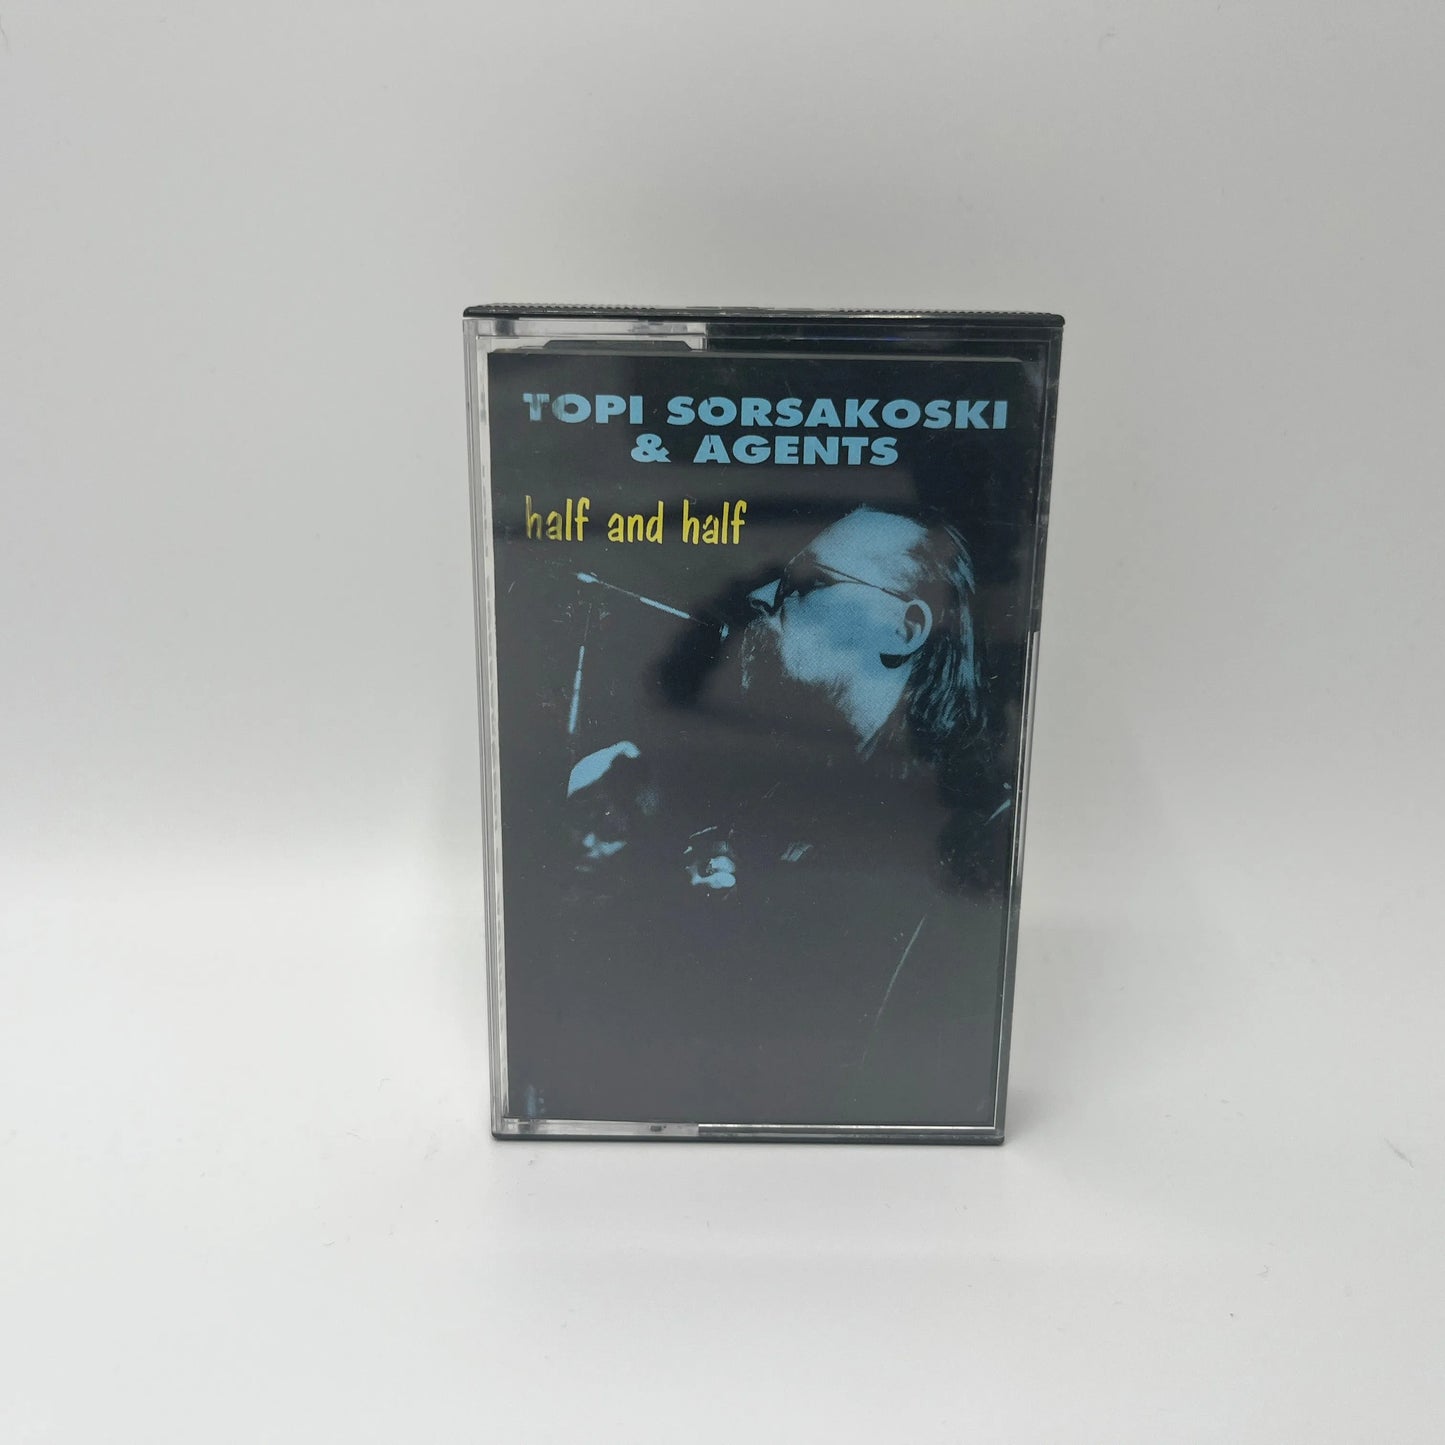 TOPI SORSAKOSKI
& AGENTS
half and half